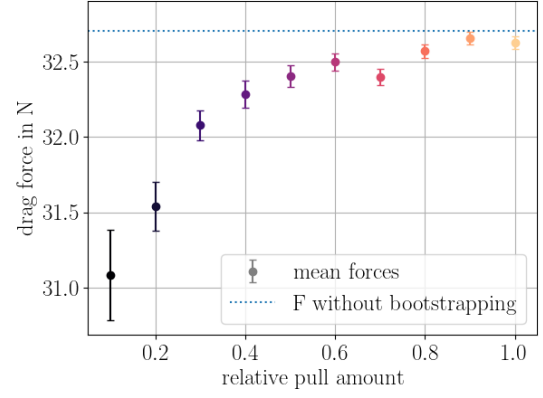 32.5
32.0
31.5
31.0
drag force in N
mean forces
F without bootstrapping
0.2 0.4 0.6 0.8 1.0
relative pull amount